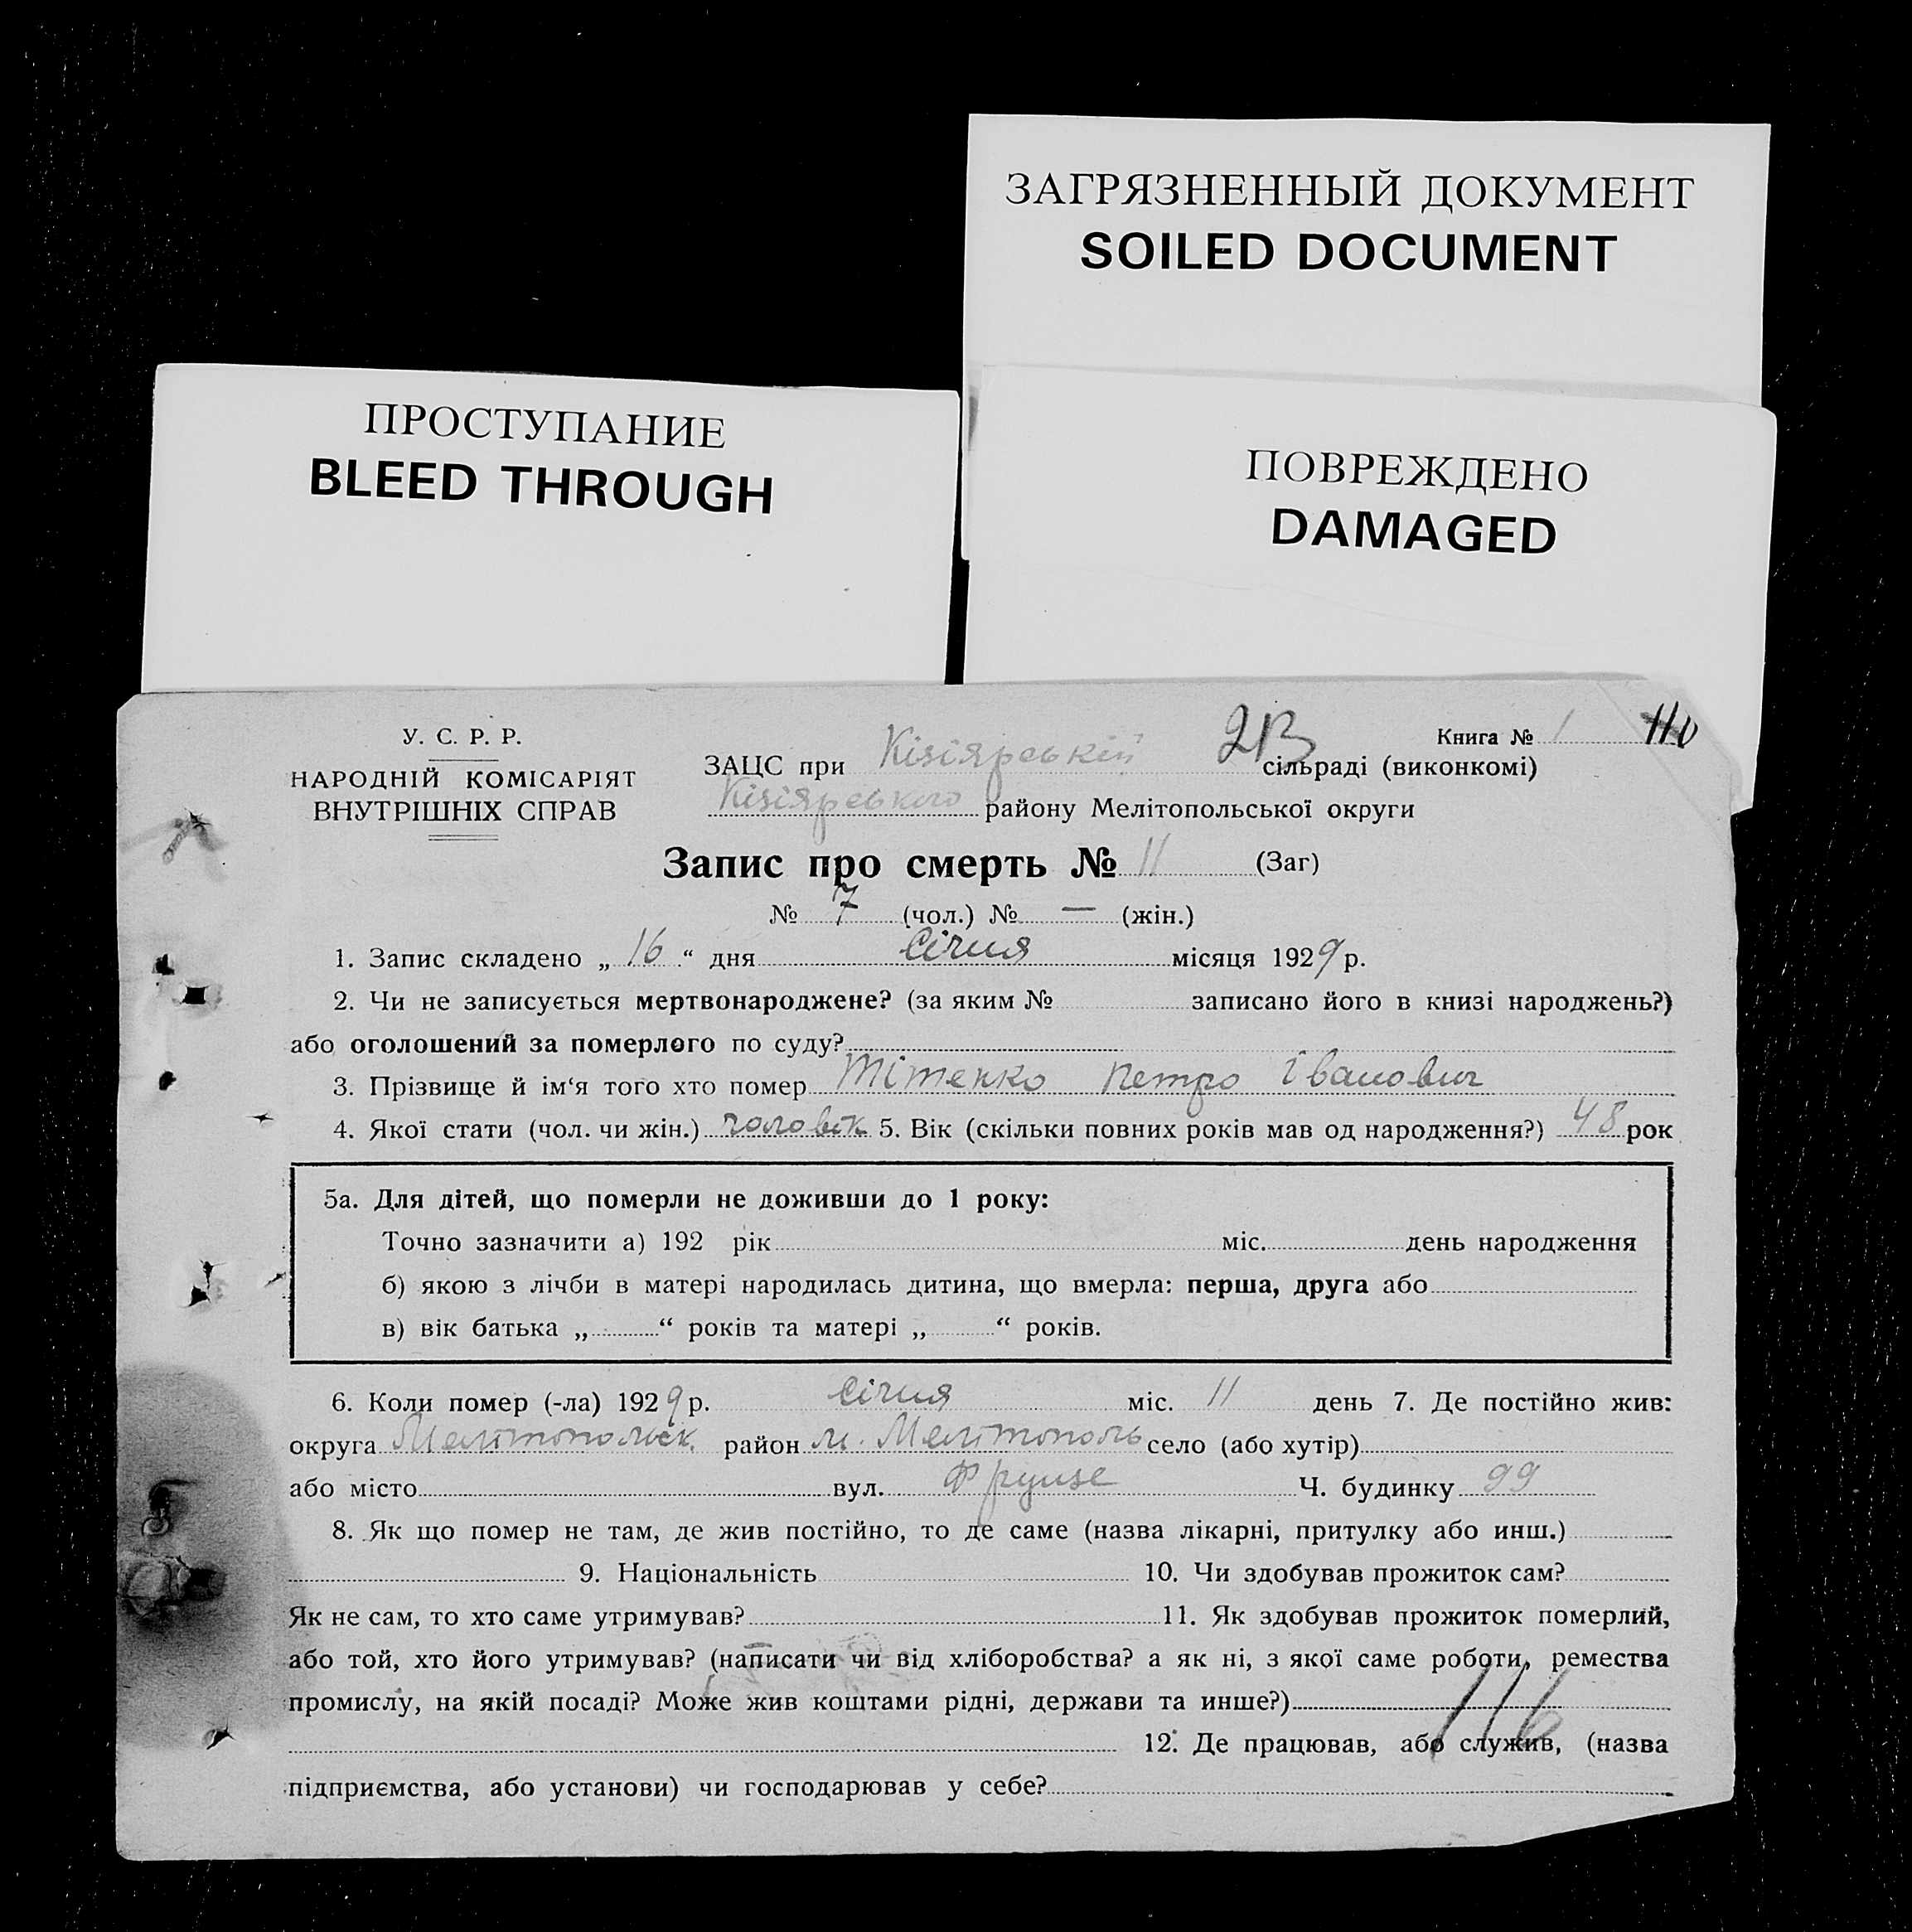 ЗАГРЯЗНЕННЫЙ ДОКУМЕНТ
SOILED DOCUMENT
ПРОСТУПАНИЕ
BLEED THROUGH
ПОВРЕЖДЕНО
DAMAGED
У. С. Р. Р.
НАРОДНІЙ КОМІСАРІЯТ
ВНУТРІШНІХ СПРАВ
Книга № 1 110
213
ЗАЦС при Кізіярській сільраді (виконкомі)
Кізіярського району Мелітопольської округи
Запис про смерть № 11 (Заг)
№ 7 (чол.) № — (жін.)
1. Запис складено „ 16 “ дня Січня місяця 1929 р.
2. Чи не записується мертвонароджене? (за яким № записано його в книзі народжень?)
або оголошений за померлого по суду?
3. Прізвище й ім‘я того хто помер Тітенко Петро Іванович
4. Якої стати (чол. чи жін.) чоловік 5. Вік (скільки повних років мав од народження?) 48 рок
5а. Для дітей, що померли не доживши до 1 року:
Точно зазначити а) 192 рік міс. день народження
б) якою з лічби в матері народилась дитина, що вмерла: перша, друга або
в) вік батька „ “ років та матері „ “ років.
6. Коли помер (-ла) 1929 р. Січня міс. 11 день 7. Де постійно жив:
округа Мелітопольск. район м. Мелітополь село (або хутір)
або місто вул. Фрунзе Ч. будинку 99
8. Як що помер не там, де жив постійно, то де саме (назва лікарні, притулку або инш.)
9. Національність 10. Чи здобував прожиток сам?
Як не сам, то хто саме утримував? 11. Як здобував прожиток померлий,
або той, хто його утримував? (написати чи від хліборобства? а як ні, з якої саме роботи, ремества
промислу, на якій посаді? Може жив коштами рідні, держави та инше?)
116
12. Де працював, або служив, (назва
підприємства, або установи) чи господарював у себе?